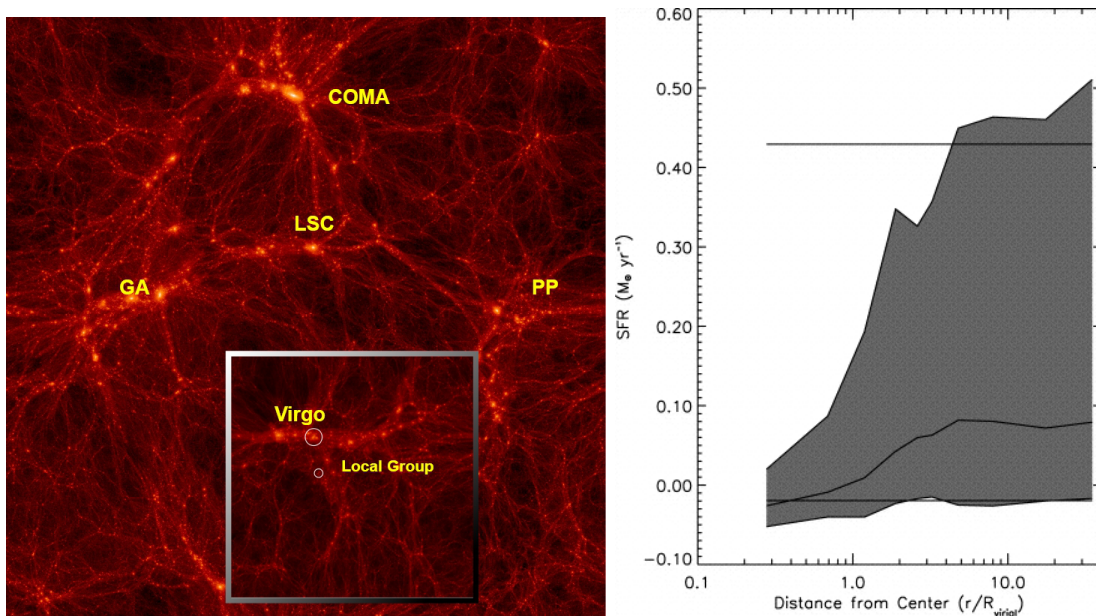 COMA
LSC
GA
PP
Virgo
Local Group
0.60
0.50
0.40
0.30
0.20
0.10
0.00
-0.10
SFR (M⊙ yr⁻¹)
0.1
1.0
10.0
Distance from Center (r/R_virial)